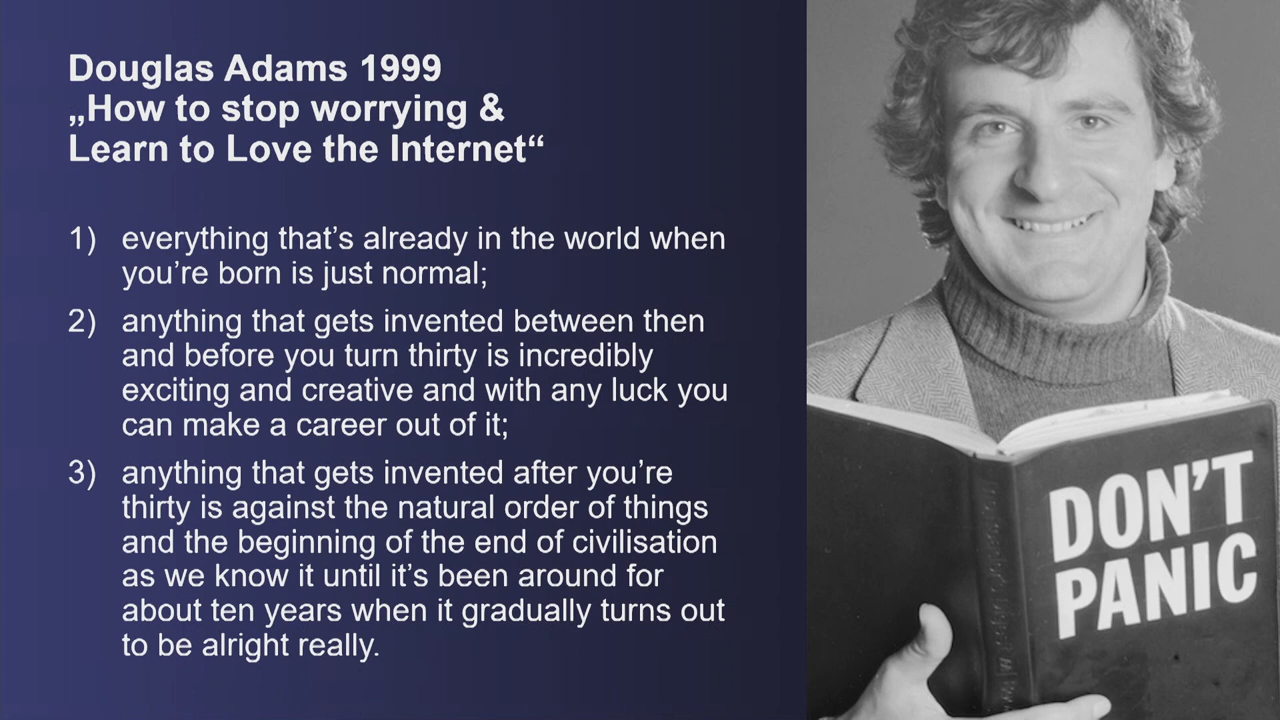 Douglas Adams 1999
„How to stop worrying &
Learn to Love the Internet“
1) everything that’s already in the world when
you’re born is just normal;
2) anything that gets invented between then
and before you turn thirty is incredibly
exciting and creative and with any luck you
can make a career out of it;
3) anything that gets invented after you’re
thirty is against the natural order of things
and the beginning of the end of civilisation
as we know it until it’s been around for
about ten years when it gradually turns out
to be alright really.
DON’T
PANIC